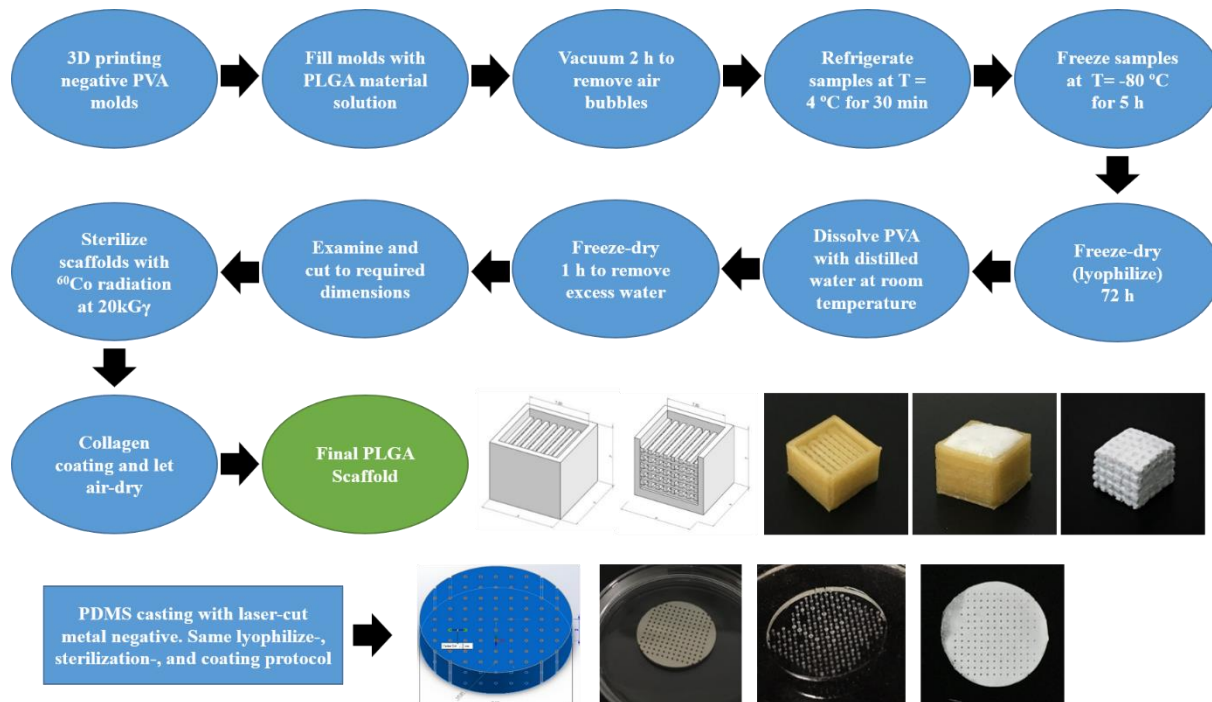 3D printing
negative PVA
molds
Fill molds with
PLGA material
solution
Vacuum 2 h to
remove air
bubbles
Refrigerate
samples at T =
4 ºC for 30 min
Freeze samples
at T= -80 ºC
for 5 h
Sterilize
scaffolds with
⁶⁰Co radiation
at 20kGγ
Examine and
cut to required
dimensions
Freeze-dry
1 h to remove
excess water
Dissolve PVA
with distilled
water at room
temperature
Freeze-dry
(lyophilize)
72 h
Collagen
coating and let
air-dry
Final PLGA
Scaffold
PDMS casting with laser-cut
metal negative. Same lyophilize-,
sterilization-, and coating protocol